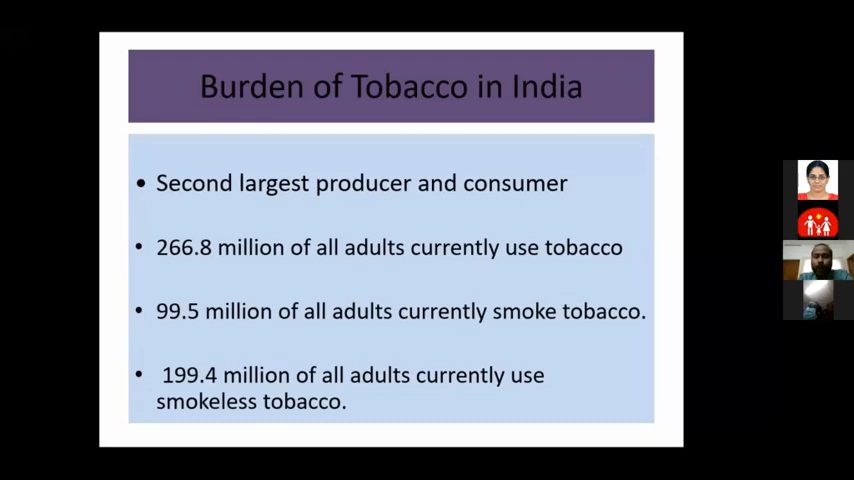 Burden of Tobacco in India
• Second largest producer and consumer
• 266.8 million of all adults currently use tobacco
• 99.5 million of all adults currently smoke tobacco.
• 199.4 million of all adults currently use
smokeless tobacco.